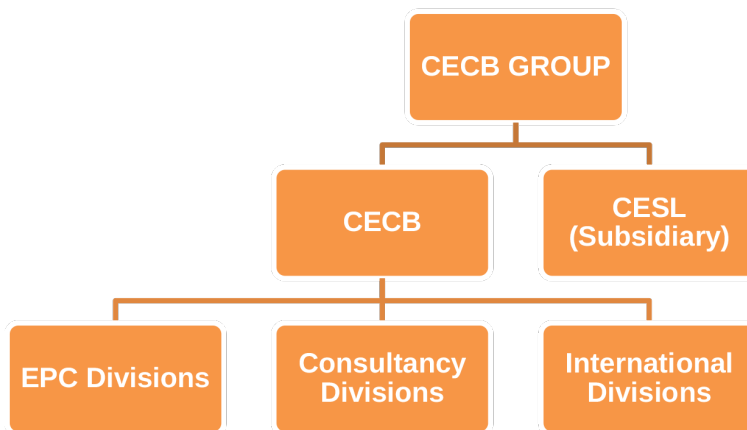 CECB GROUP
CECB
CESL
(Subsidiary)
EPC Divisions
Consultancy
Divisions
International
Divisions